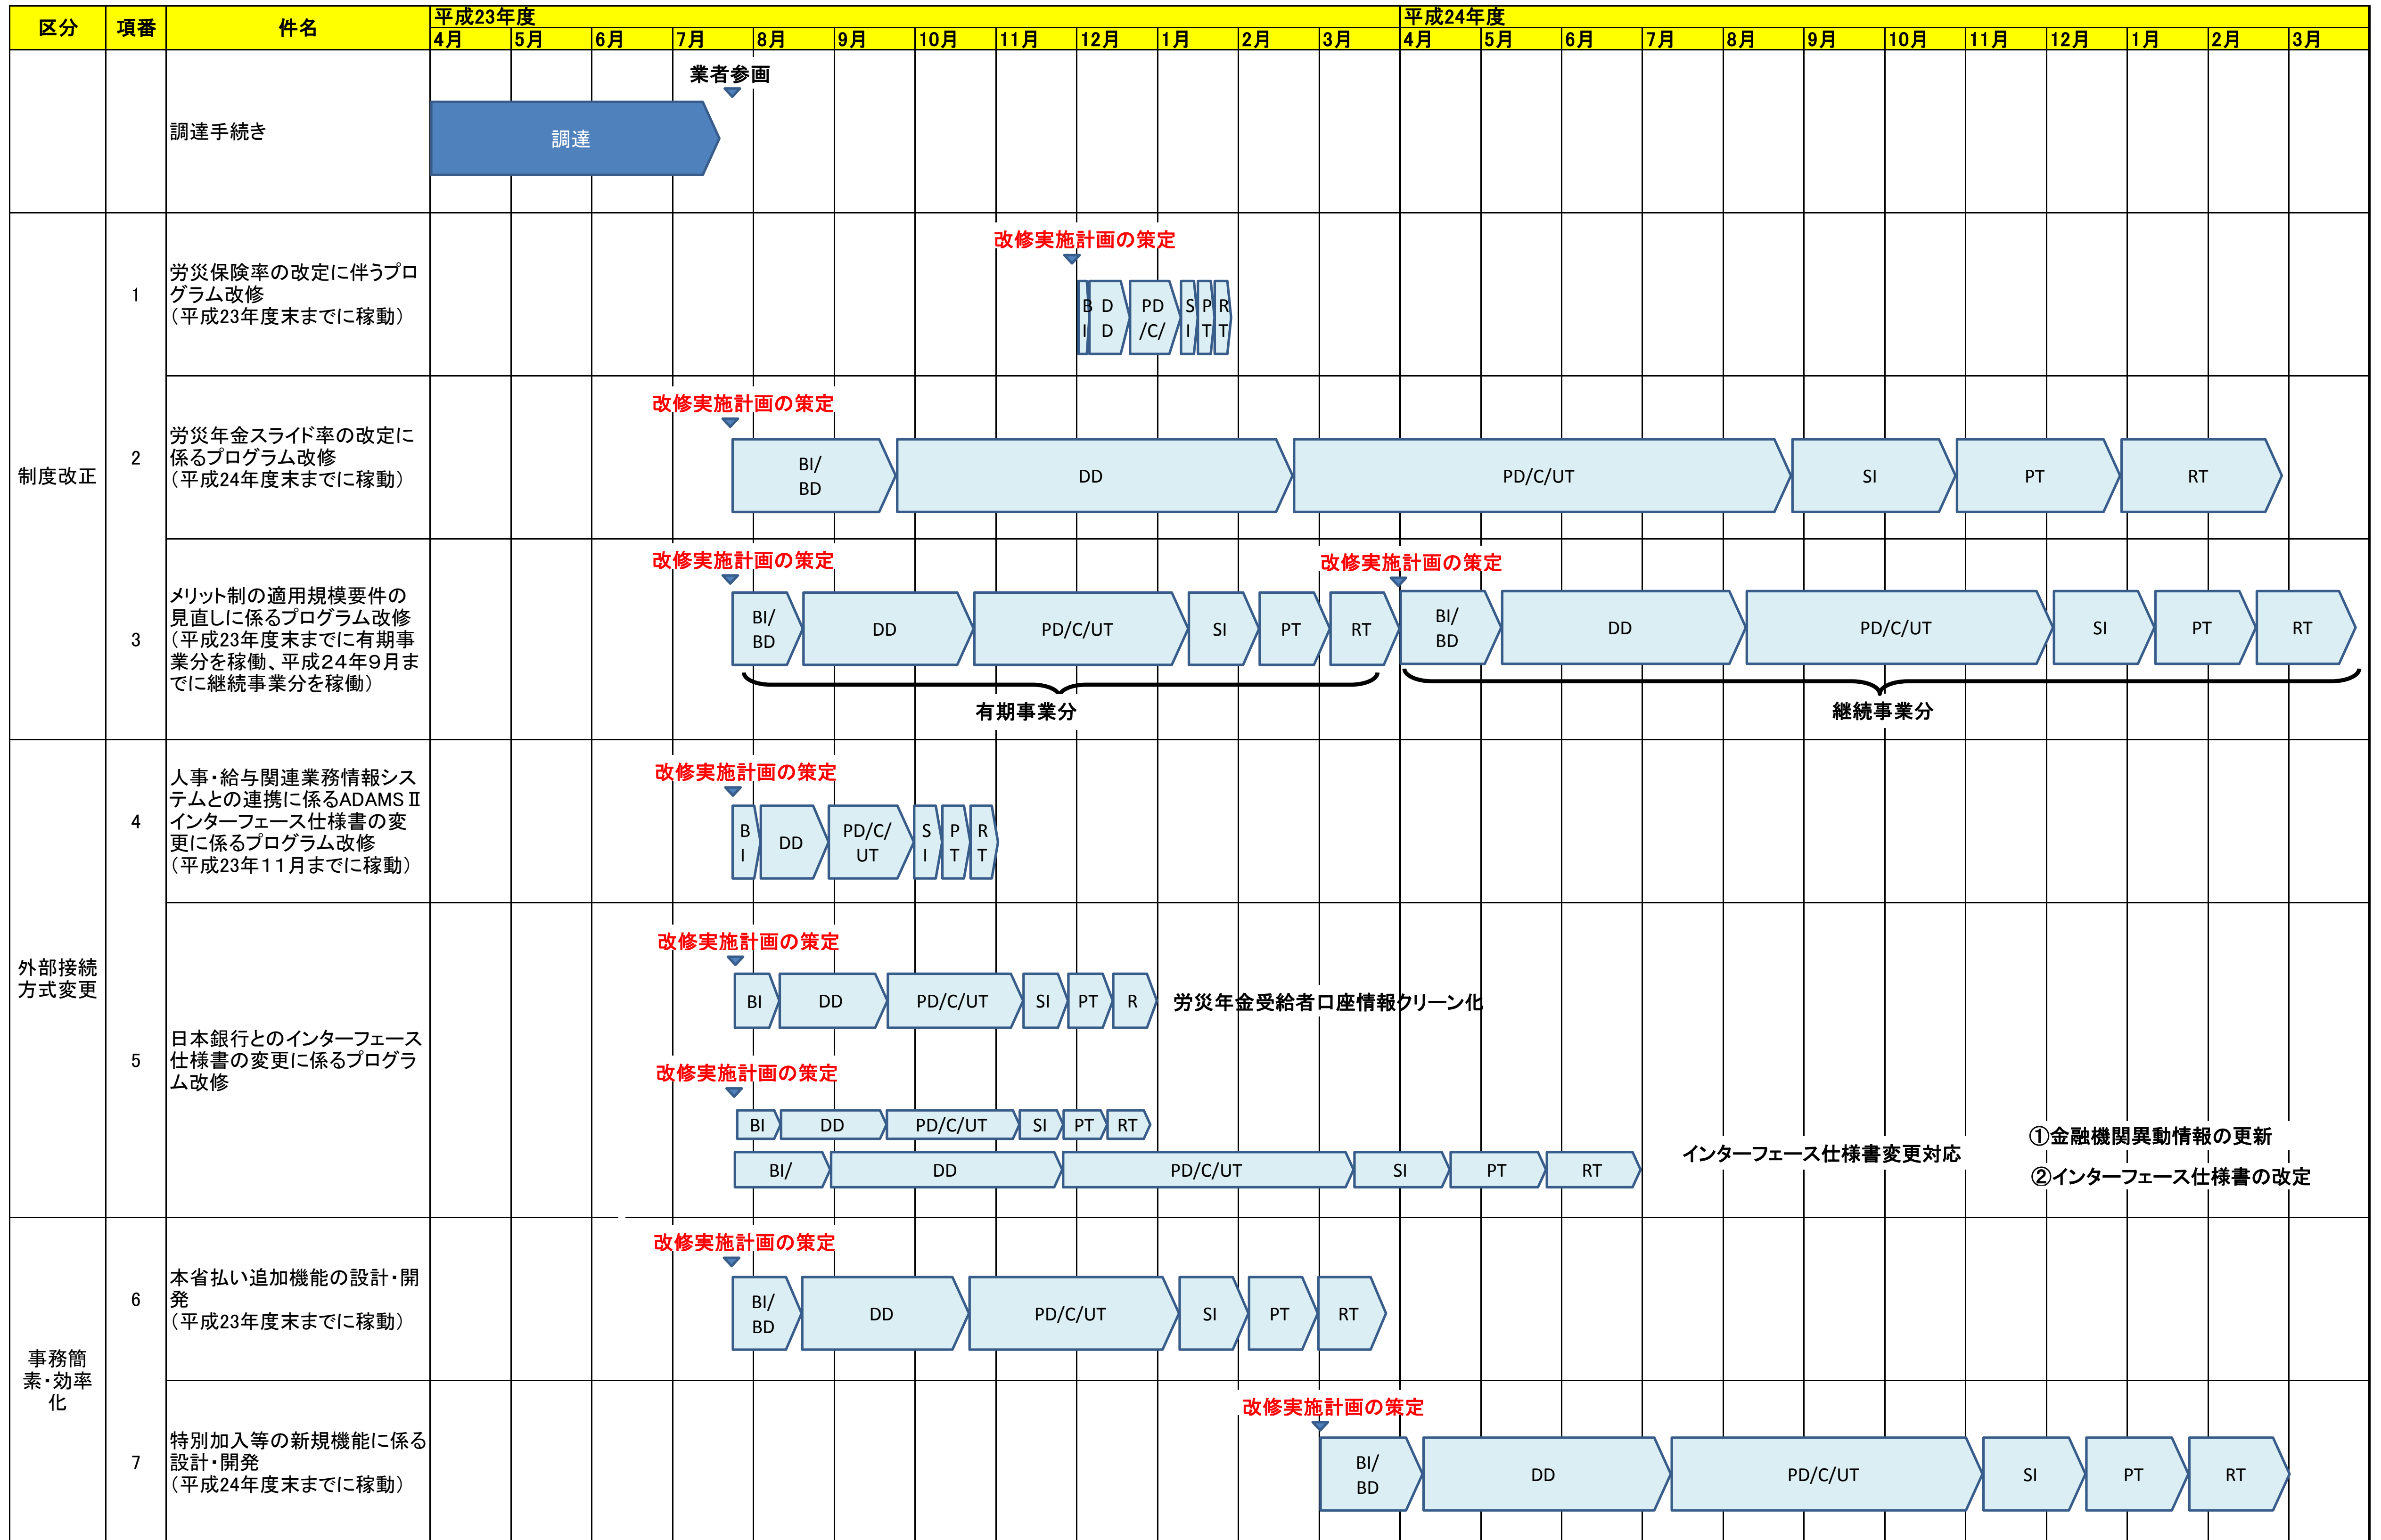 区分
項番
件名
平成23年度
平成24年度
4月 5月 6月 7月 8月 9月 10月 11月 12月 1月 2月 3月 4月 5月 6月 7月 8月 9月 10月 11月 12月 1月 2月 3月
業者参画
調達手続き
調達
制度改正
1
労災保険率の改定に伴うプロ
グラム改修
（平成23年度末までに稼動）
改修実施計画の策定
B
I
D
D
PD
/C/
S
I
P
T
R
T
2
労災年金スライド率の改定に
係るプログラム改修
（平成24年度末までに稼動）
改修実施計画の策定
BI/
BD
DD
PD/C/UT
SI
PT
RT
3
メリット制の適用規模要件の
見直しに係るプログラム改修
（平成23年度末までに有期事
業分を稼働、平成２４年９月ま
でに継続事業分を稼働）
改修実施計画の策定
BI/
BD
DD
PD/C/UT
SI
PT
RT
有期事業分
改修実施計画の策定
BI/
BD
DD
PD/C/UT
SI
PT
RT
継続事業分
外部接続
方式変更
4
人事・給与関連業務情報シス
テムとの連携に係るADAMSⅡ
インターフェース仕様書の変
更に係るプログラム改修
（平成23年１１月までに稼動）
改修実施計画の策定
B
I
DD
PD/C/
UT
S
I
P
T
R
T
5
日本銀行とのインターフェース
仕様書の変更に係るプログラ
ム改修
改修実施計画の策定
BI
DD
PD/C/UT
SI
PT
R
労災年金受給者口座情報クリーン化
改修実施計画の策定
BI
DD
PD/C/UT
SI
PT
RT
BI/
DD
PD/C/UT
SI
PT
RT
インターフェース仕様書変更対応
①金融機関異動情報の更新
②インターフェース仕様書の改定
事務簡
素・効率
化
6
本省払い追加機能の設計・開
発
（平成23年度末までに稼動）
改修実施計画の策定
BI/
BD
DD
PD/C/UT
SI
PT
RT
7
特別加入等の新規機能に係る
設計・開発
（平成24年度末までに稼動）
改修実施計画の策定
BI/
BD
DD
PD/C/UT
SI
PT
RT